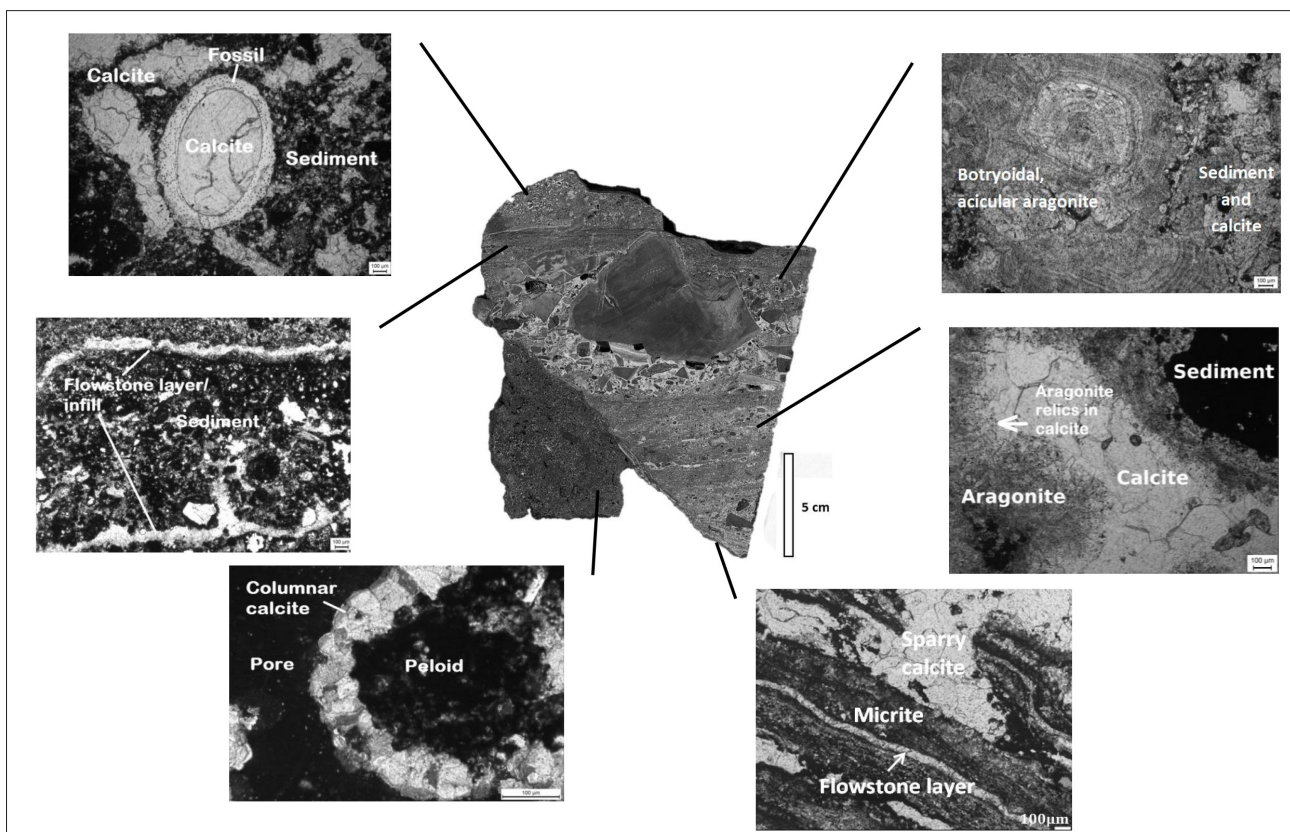 Fossil
Calcite
Calcite
Sediment
100 µm
Botryoidal,
acicular aragonite
Sediment
and
calcite
100 µm
Flowstone layer/
infill
Sediment
100 µm
Sediment
Aragonite
relics in
calcite
Calcite
Aragonite
100 µm
5 cm
Columnar
calcite
Pore
Peloid
100 µm
Sparry
calcite
Micrite
Flowstone layer
100µm